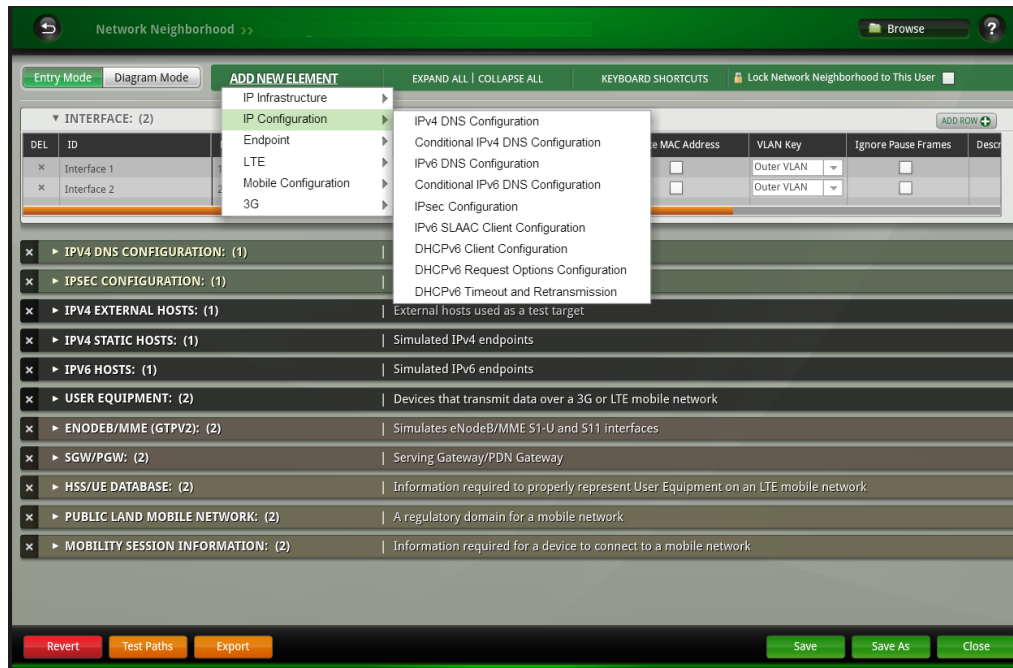 Network Neighborhood >>
Browse
?
Entry Mode Diagram Mode ADD NEW ELEMENT EXPAND ALL | COLLAPSE ALL KEYBOARD SHORTCUTS Lock Network Neighborhood to This User
IP Infrastructure
IP Configuration
Endpoint
LTE
Mobile Configuration
3G
IPv4 DNS Configuration
Conditional IPv4 DNS Configuration
IPv6 DNS Configuration
Conditional IPv6 DNS Configuration
IPsec Configuration
IPv6 SLAAC Client Configuration
DHCPv6 Client Configuration
DHCPv6 Request Options Configuration
DHCPv6 Timeout and Retransmission
INTERFACE: (2) ADD ROW
DEL ID MAC Address VLAN Key Ignore Pause Frames Descr
× Interface 1 1 Outer VLAN
× Interface 2 2 Outer VLAN
× IPV4 DNS CONFIGURATION: (1) |
× IPSEC CONFIGURATION: (1) |
× IPV4 EXTERNAL HOSTS: (1) | External hosts used as a test target
× IPV4 STATIC HOSTS: (1) | Simulated IPv4 endpoints
× IPV6 HOSTS: (1) | Simulated IPv6 endpoints
× USER EQUIPMENT: (2) | Devices that transmit data over a 3G or LTE mobile network
× ENODEB/MME (GTPV2): (2) | Simulates eNodeB/MME S1-U and S11 interfaces
× SGW/PGW: (2) | Serving Gateway/PDN Gateway
× HSS/UE DATABASE: (2) | Information required to properly represent User Equipment on an LTE mobile network
× PUBLIC LAND MOBILE NETWORK: (2) | A regulatory domain for a mobile network
× MOBILITY SESSION INFORMATION: (2) | Information required for a device to connect to a mobile network
Revert Test Paths Export Save Save As Close